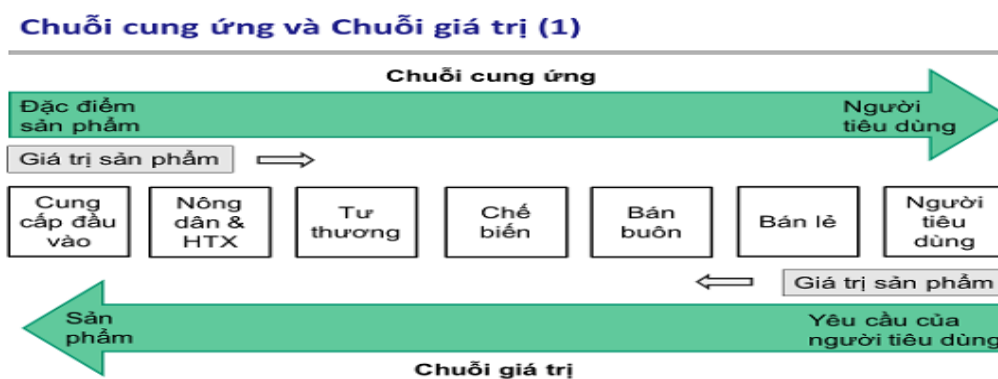 Chuỗi cung ứng và Chuỗi giá trị (1)
Chuỗi cung ứng
Đặc điểm
sản phẩm
Người
tiêu dùng
Giá trị sản phẩm
Cung
cấp đầu
vào
Nông
dân &
HTX
Tư
thương
Chế
biến
Bán
buôn
Bán lẻ
Người
tiêu
dùng
Giá trị sản phẩm
Sản
phẩm
Yêu cầu của
người tiêu dùng
Chuỗi giá trị